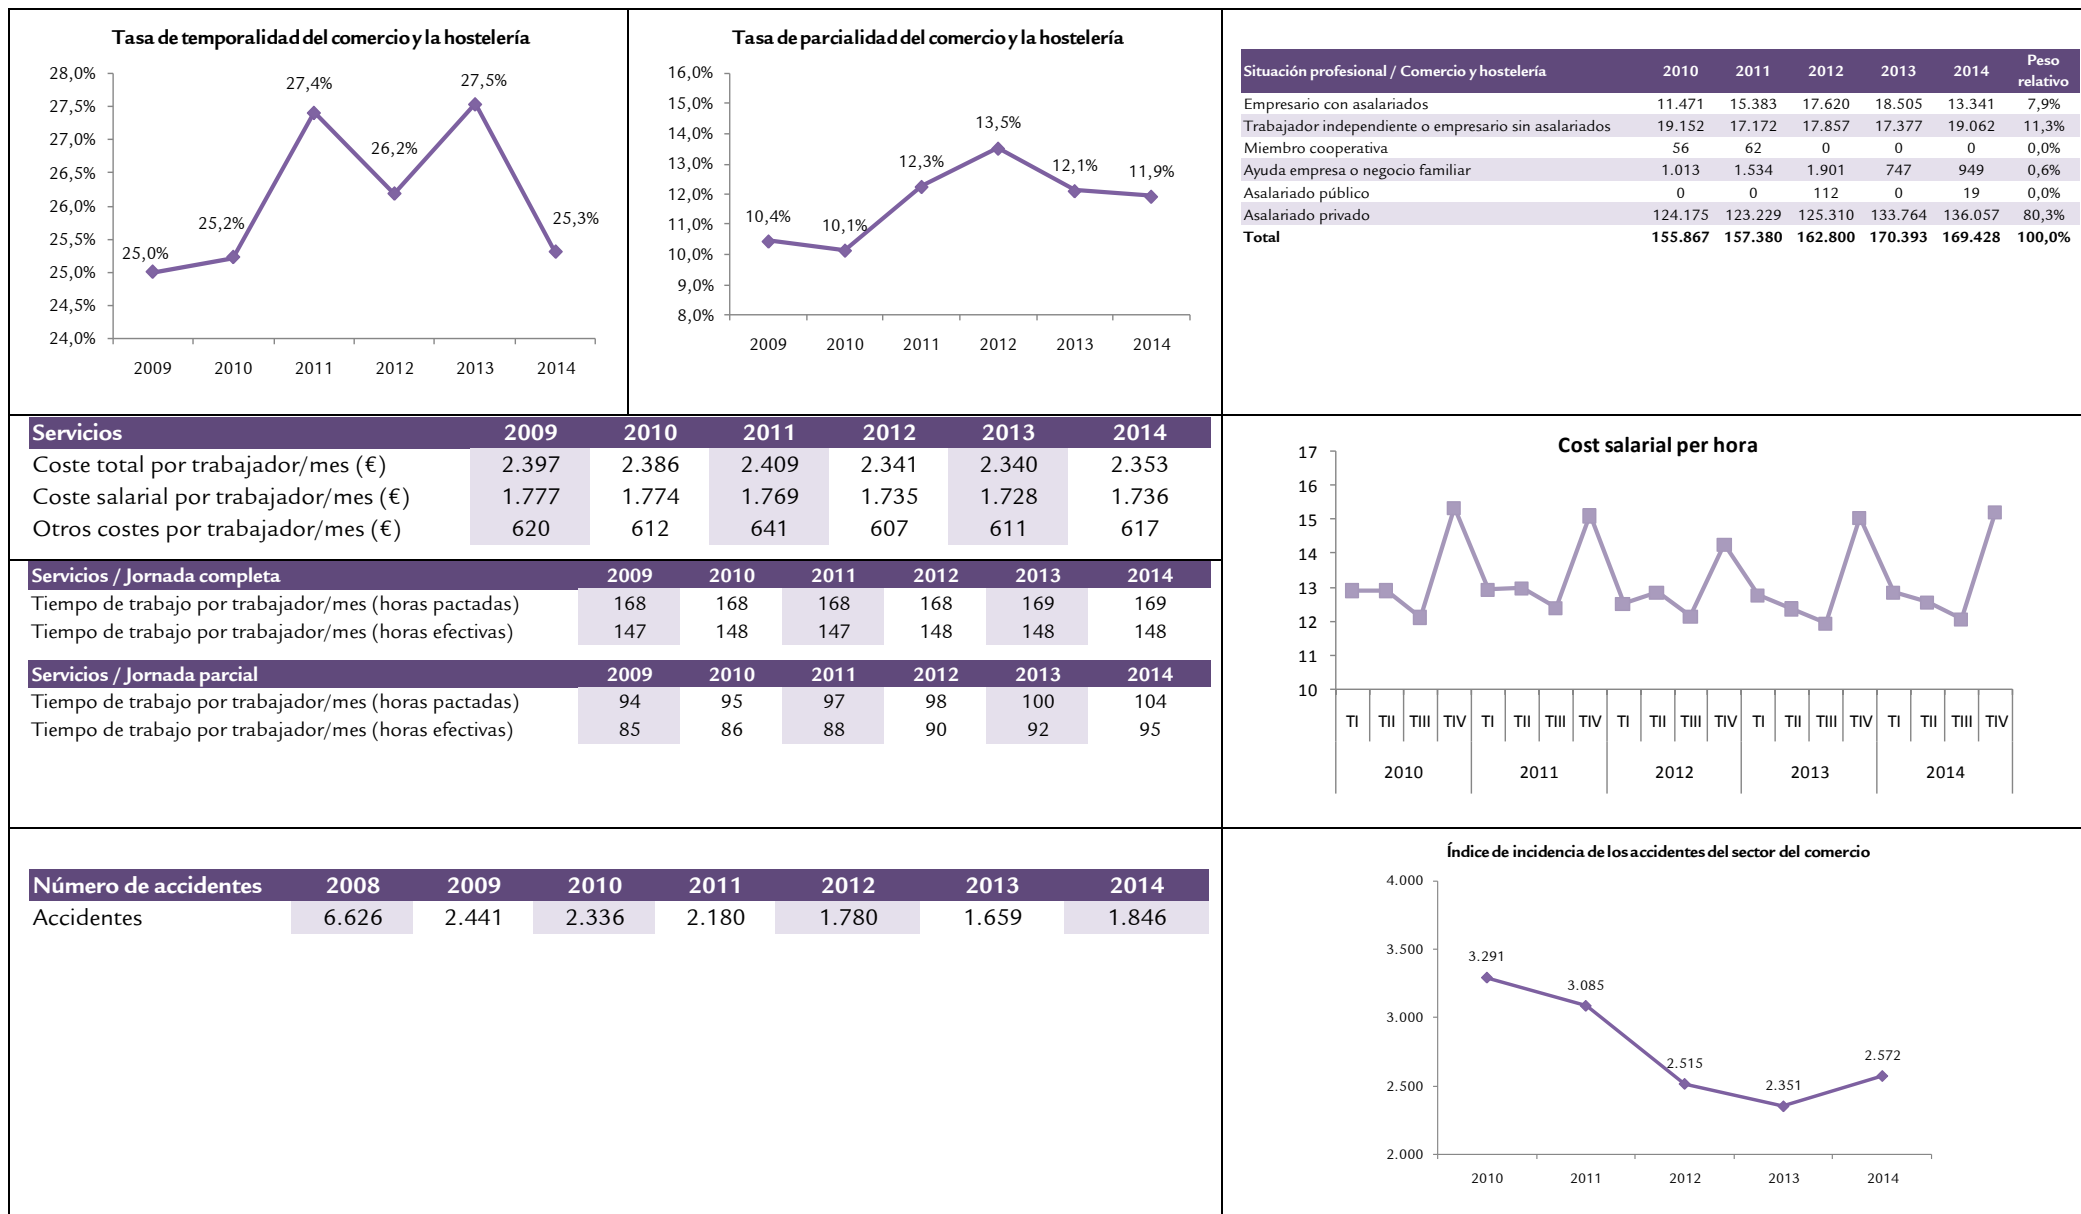 Tasa de temporalidad del comercio y la hostelería
28,0%
27,5%
27,0%
26,5%
26,0%
25,5%
25,0%
24,5%
24,0%
25,0%
25,2%
27,4%
26,2%
27,5%
25,3%
2009 2010 2011 2012 2013 2014
Tasa de parcialidad del comercio y la hostelería
16,0%
15,0%
14,0%
13,0%
12,0%
11,0%
10,0%
9,0%
8,0%
10,4%
10,1%
12,3%
13,5%
12,1%
11,9%
2009 2010 2011 2012 2013 2014
Situación profesional / Comercio y hostelería 2010 2011 2012 2013 2014 Peso relativo
Empresario con asalariados 11.471 15.383 17.620 18.505 13.341 7,9%
Trabajador independiente o empresario sin asalariados 19.152 17.172 17.857 17.377 19.062 11,3%
Miembro cooperativa 56 62 0 0 0 0,0%
Ayuda empresa o negocio familiar 1.013 1.534 1.901 747 949 0,6%
Asalariado público 0 0 112 0 19 0,0%
Asalariado privado 124.175 123.229 125.310 133.764 136.057 80,3%
Total 155.867 157.380 162.800 170.393 169.428 100,0%
Servicios 2009 2010 2011 2012 2013 2014
Coste total por trabajador/mes (€) 2.397 2.386 2.409 2.341 2.340 2.353
Coste salarial por trabajador/mes (€) 1.777 1.774 1.769 1.735 1.728 1.736
Otros costes por trabajador/mes (€) 620 612 641 607 611 617
Servicios / Jornada completa 2009 2010 2011 2012 2013 2014
Tiempo de trabajo por trabajador/mes (horas pactadas) 168 168 168 168 169 169
Tiempo de trabajo por trabajador/mes (horas efectivas) 147 148 147 148 148 148
Servicios / Jornada parcial 2009 2010 2011 2012 2013 2014
Tiempo de trabajo por trabajador/mes (horas pactadas) 94 95 97 98 100 104
Tiempo de trabajo por trabajador/mes (horas efectivas) 85 86 88 90 92 95
Cost salarial per hora
17
16
15
14
13
12
11
10
TI TII TIII TIV TI TII TIII TIV TI TII TIII TIV TI TII TIII TIV TI TII TIII TIV
2010 2011 2012 2013 2014
Número de accidentes 2008 2009 2010 2011 2012 2013 2014
Accidentes 6.626 2.441 2.336 2.180 1.780 1.659 1.846
Índice de incidencia de los accidentes del sector del comercio
4.000
3.500
3.000
2.500
2.000
3.291
3.085
2.515
2.351
2.572
2010 2011 2012 2013 2014